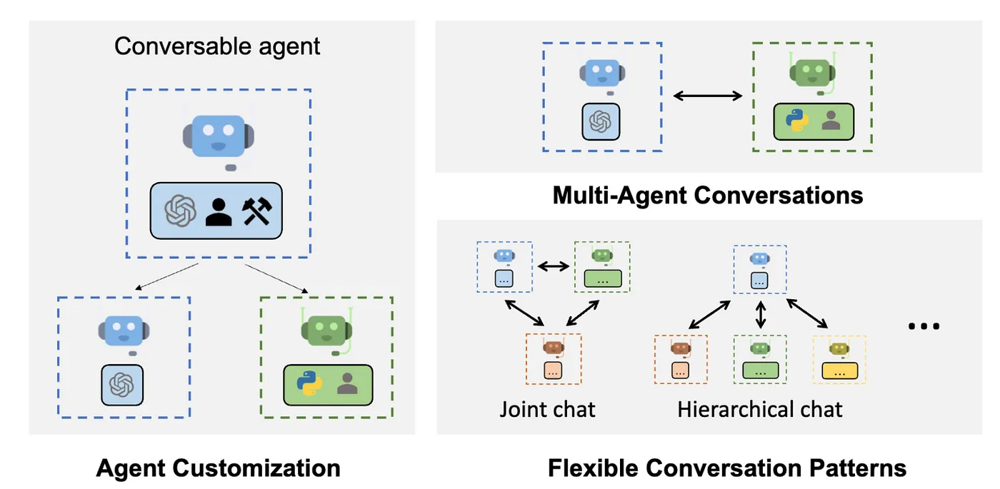 Conversable agent
Agent Customization
Multi-Agent Conversations
...
...
...
Joint chat
...
...
...
...
Hierarchical chat
...
Flexible Conversation Patterns